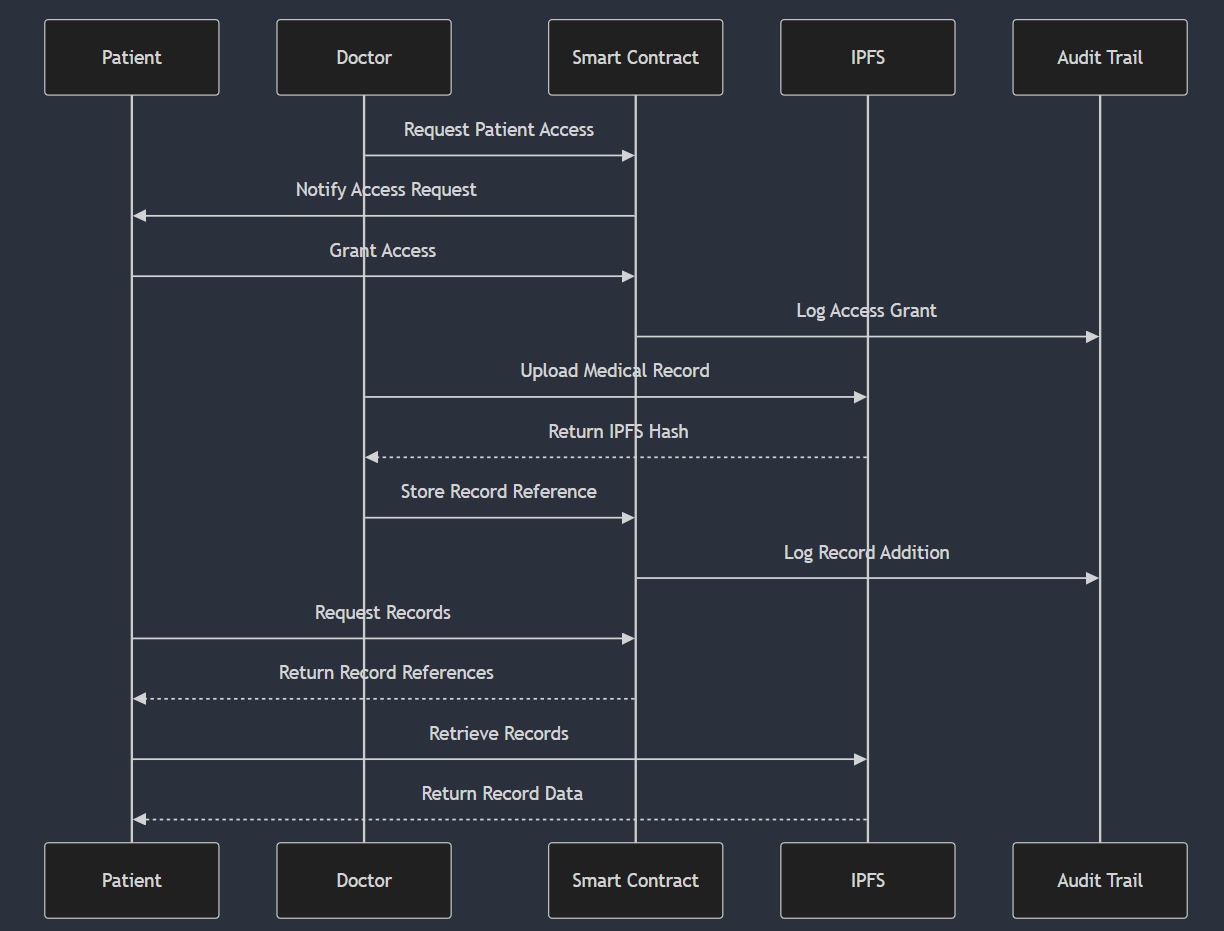 Patient
Doctor
Smart Contract
IPFS
Audit Trail
Request Patient Access
Notify Access Request
Grant Access
Log Access Grant
Upload Medical Record
Return IPFS Hash
Store Record Reference
Log Record Addition
Request Records
Return Record References
Retrieve Records
Return Record Data
Patient
Doctor
Smart Contract
IPFS
Audit Trail